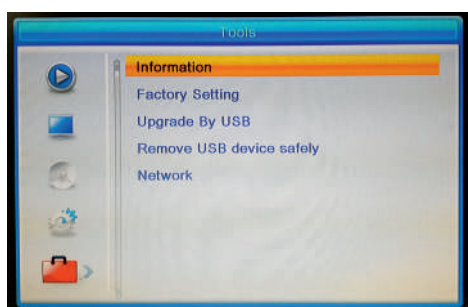 Tools
Information
Factory Setting
Upgrade By USB
Remove USB device safely
Network